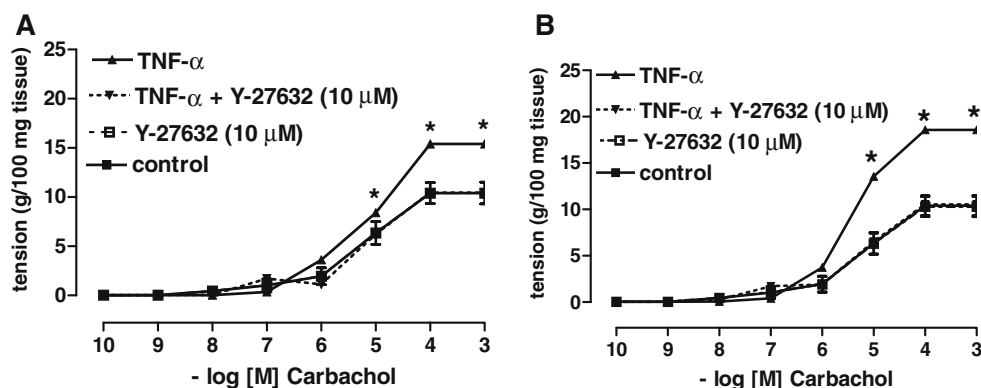 A
tension (g/100 mg tissue)
25
20
15
10
5
0
TNF-α
TNF-α + Y-27632 (10 μM)
Y-27632 (10 μM)
control
*
*
*
10 9 8 7 6 5 4 3
- log [M] Carbachol
B
tension (g/100 mg tissue)
25
20
15
10
5
0
TNF-α
TNF-α + Y-27632 (10 μM)
Y-27632 (10 μM)
control
*
*
*
10 9 8 7 6 5 4 3
- log [M] Carbachol